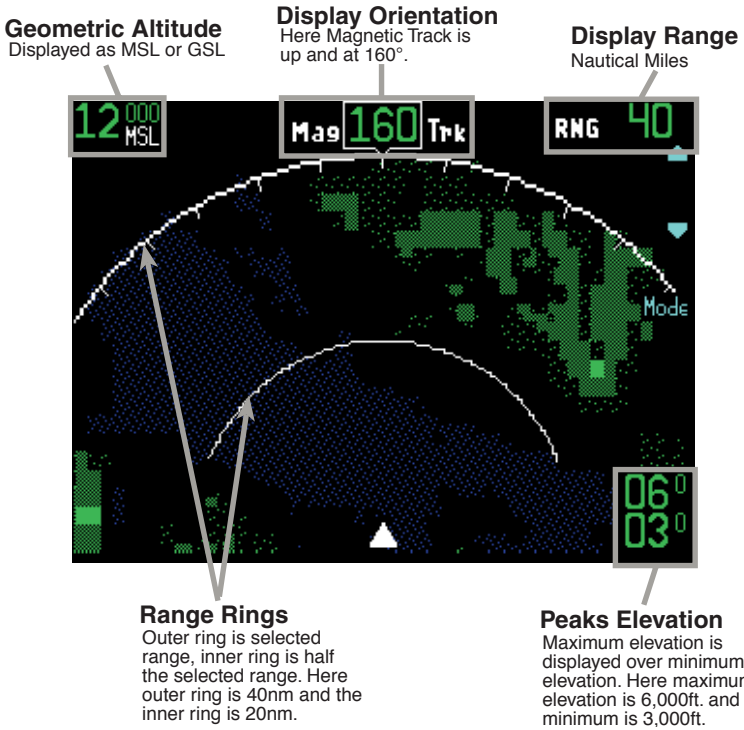 Geometric Altitude
Displayed as MSL or GSL
Display Orientation
Here Magnetic Track is
up and at 160°.
Display Range
Nautical Miles
12 000
MSL
Mag 160 Trk
RNG 40
Mode
06 0
03 0
Range Rings
Outer ring is selected
range, inner ring is half
the selected range. Here
outer ring is 40nm and the
inner ring is 20nm.
Peaks Elevation
Maximum elevation is
displayed over minimum
elevation. Here maximum
elevation is 6,000ft. and
minimum is 3,000ft.